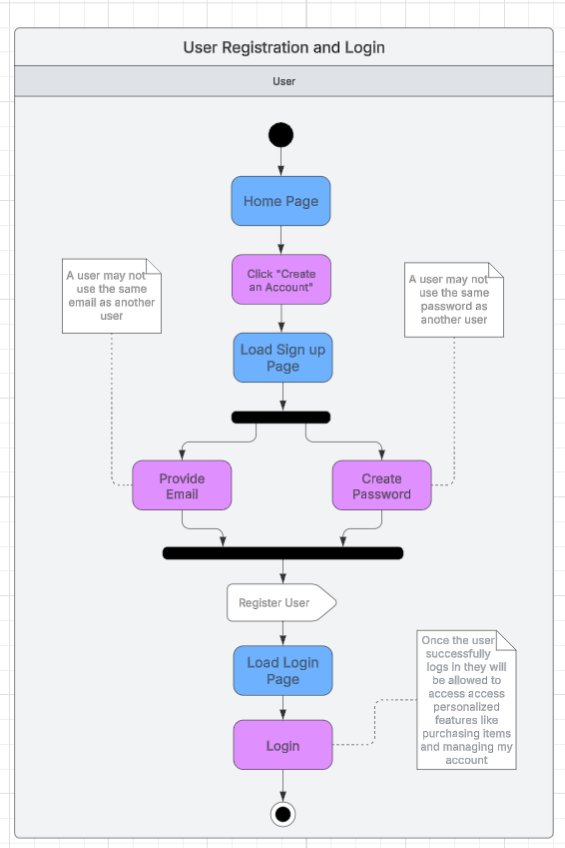 User Registration and Login
User
Home Page
Click "Create
an Account"
A user may not
use the same
email as another
user
A user may not
use the same
password as
another user
Load Sign up
Page
Provide
Email
Create
Password
Register User
Load Login
Page
Once the user
successfully
logs in they will
be allowed to
access access
personalized
features like
purchasing items
and managing my
account
Login